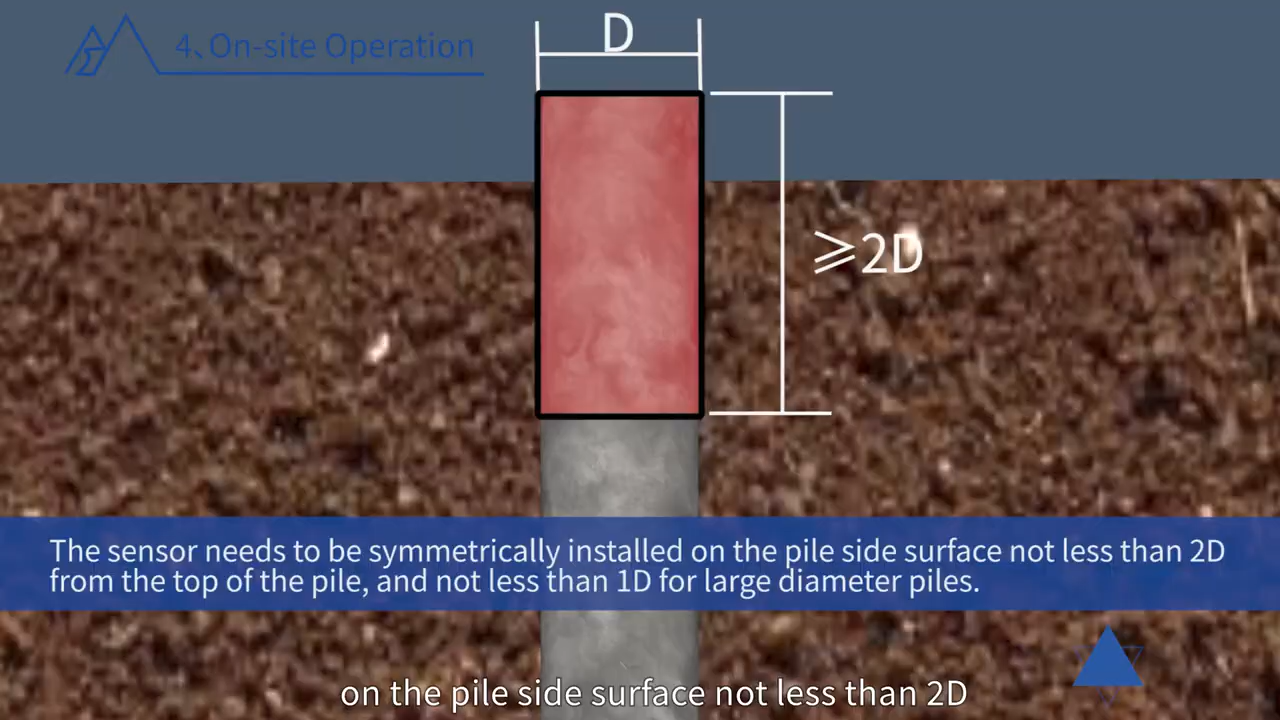 4、On-site Operation
D
⩾2D
The sensor needs to be symmetrically installed on the pile side surface not less than 2D
from the top of the pile, and not less than 1D for large diameter piles.
on the pile side surface not less than 2D